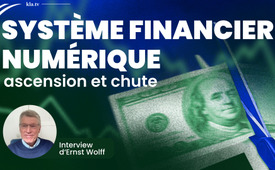 kla.tv
SYSTÈME FINANCIER
NUMÉRIQUE
ascension et chute
Interview
d'Ernst Wolff